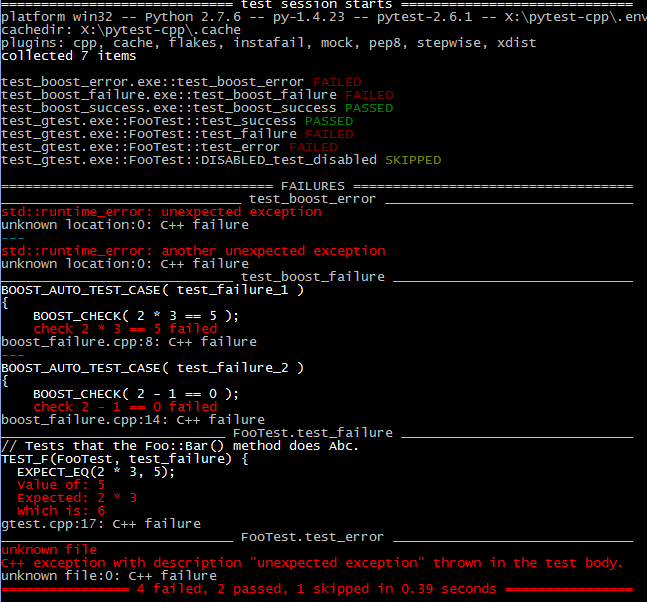 ============================= test session starts =============================
platform win32 -- Python 2.7.6 -- py-1.4.23 -- pytest-2.6.1 -- X:\pytest-cpp\.env
cachedir: X:\pytest-cpp\.cache
plugins: cpp, cache, flakes, instafail, mock, pep8, stepwise, xdist
collected 7 items
test_boost_error.exe::test_boost_error FAILED
test_boost_failure.exe::test_boost_failure FAILED
test_boost_success.exe::test_boost_success PASSED
test_gtest.exe::FooTest::test_success PASSED
test_gtest.exe::FooTest::test_failure FAILED
test_gtest.exe::FooTest::test_error FAILED
test_gtest.exe::FooTest::DISABLED_test_disabled SKIPPED
================================== FAILURES ===================================
______________________________ test_boost_error _______________________________
std::runtime_error: unexpected exception
unknown location:0: C++ failure
---
std::runtime_error: another unexpected exception
unknown location:0: C++ failure
_____________________________ test_boost_failure ______________________________
BOOST_AUTO_TEST_CASE( test_failure_1 )
{
    BOOST_CHECK( 2 * 3 == 5 );
    check 2 * 3 == 5 failed
boost_failure.cpp:8: C++ failure
---
BOOST_AUTO_TEST_CASE( test_failure_2 )
{
    BOOST_CHECK( 2 - 1 == 0 );
    check 2 - 1 == 0 failed
boost_failure.cpp:14: C++ failure
____________________________ FooTest.test_failure _____________________________
// Tests that the Foo::Bar() method does Abc.
TEST_F(FooTest, test_failure) {
  EXPECT_EQ(2 * 3, 5);
  Value of: 5
  Expected: 2 * 3
  Which is: 6
gtest.cpp:17: C++ failure
_____________________________ FooTest.test_error ______________________________
unknown file
C++ exception with description "unexpected exception" thrown in the test body.
unknown file:0: C++ failure
================ 4 failed, 2 passed, 1 skipped in 0.39 seconds ================